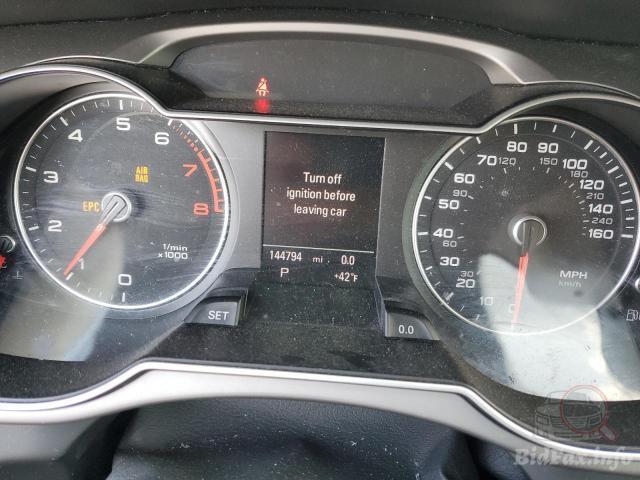 4 5 6
3 7
2 8
1 0
AIR
BAG
EPC
1/min
x1000
Turn off
ignition before
leaving car
144794 mi 0.0
P +42°F
SET
0.0
80 90
70 120 150 100
60 180 120
50 90 210 140
40 240 160
30 60 MPH
20 30 km/h
10 0
BidFax.info